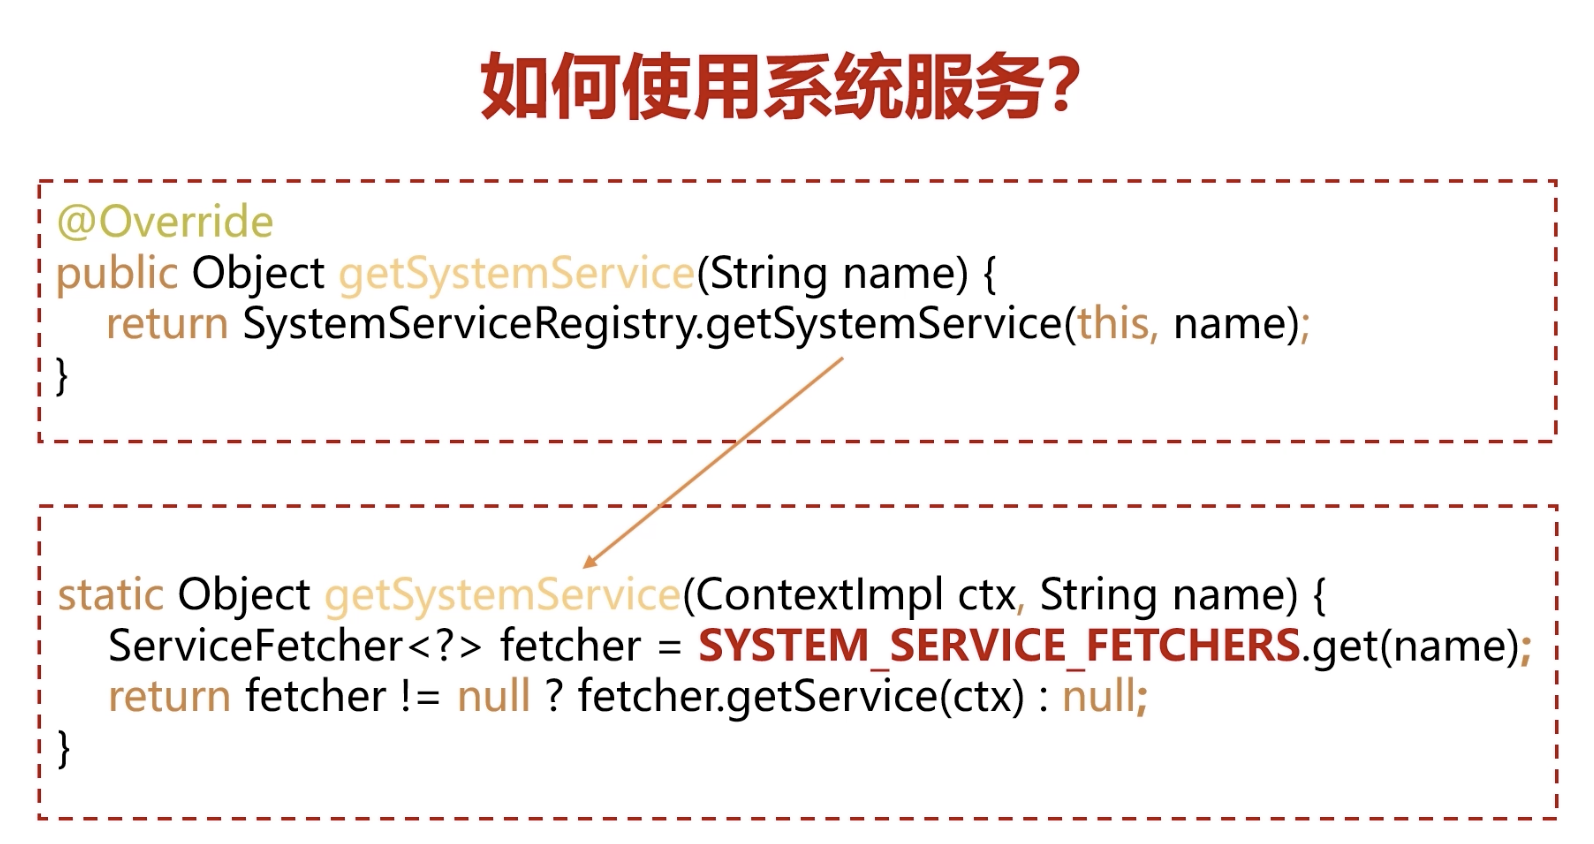 如何使用系统服务?
@Override
public Object getSystemService(String name) {
return SystemServiceRegistry.getSystemService(this, name);
}
static Object getSystemService(ContextImpl ctx, String name) {
ServiceFetcher<?> fetcher = SYSTEM_SERVICE_FETCHERS.get(name);
return fetcher != null ? fetcher.getService(ctx) : null;
}